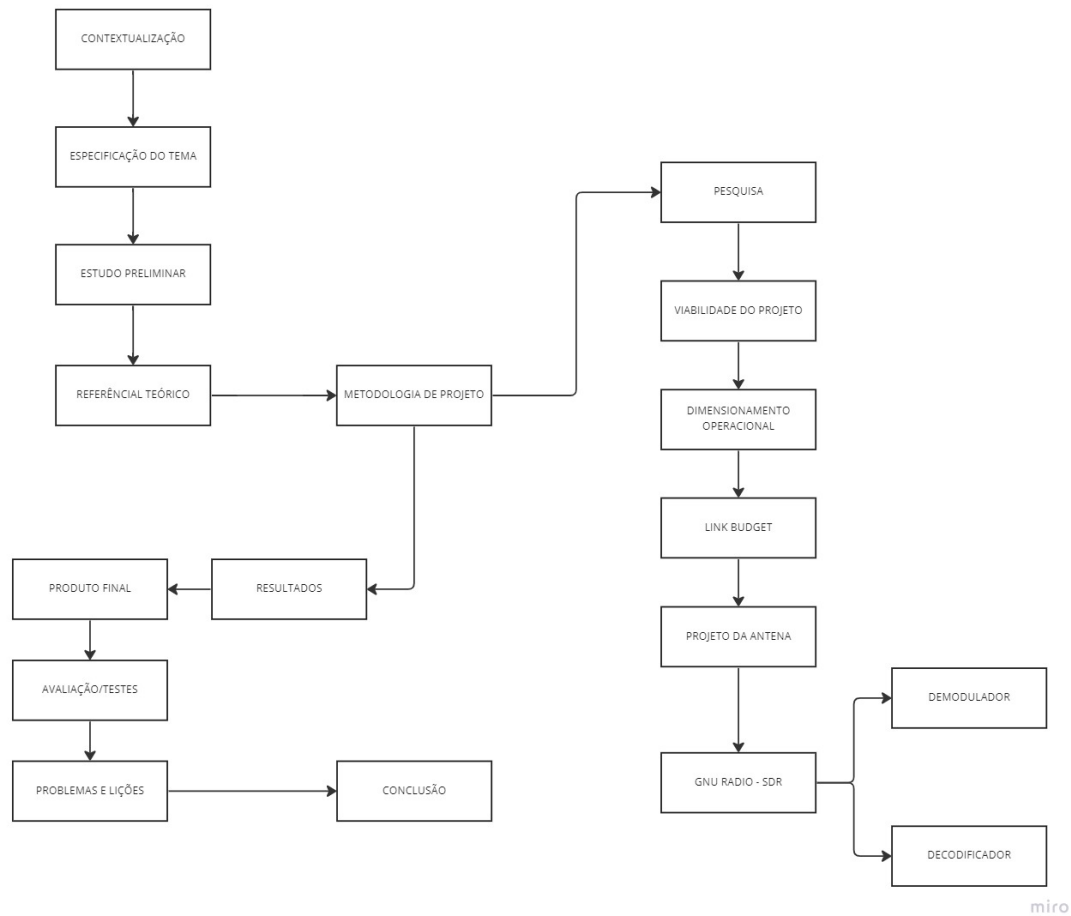 CONTEXTUALIZAÇÃO
ESPECIFICAÇÃO DO TEMA
ESTUDO PRELIMINAR
REFERÊNCIAL TEÓRICO
METODOLOGIA DE PROJETO
PESQUISA
VIABILIDADE DO PROJETO
DIMENSIONAMENTO
OPERACIONAL
LINK BUDGET
PROJETO DA ANTENA
GNU RADIO - SDR
DEMODULADOR
DECODIFICADOR
RESULTADOS
PRODUTO FINAL
AVALIAÇÃO/TESTES
PROBLEMAS E LIÇÕES
CONCLUSÃO
miro